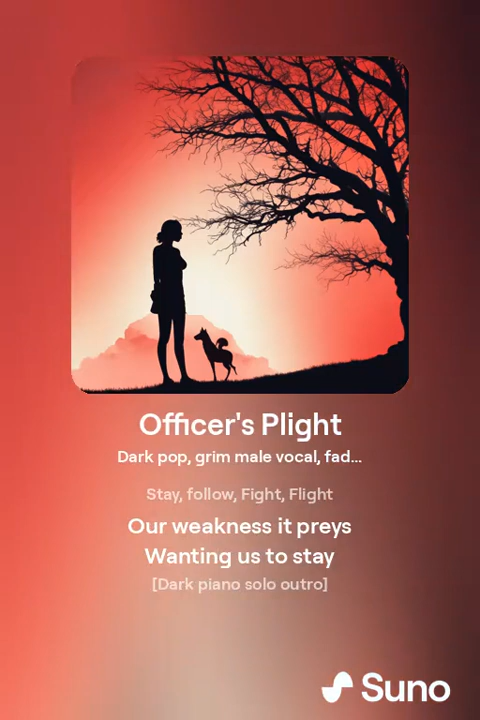 Officer's Plight
Dark pop, grim male vocal, fad...
Stay, follow, Fight, Flight
Our weakness it preys
Wanting us to stay
[Dark piano solo outro]
Suno